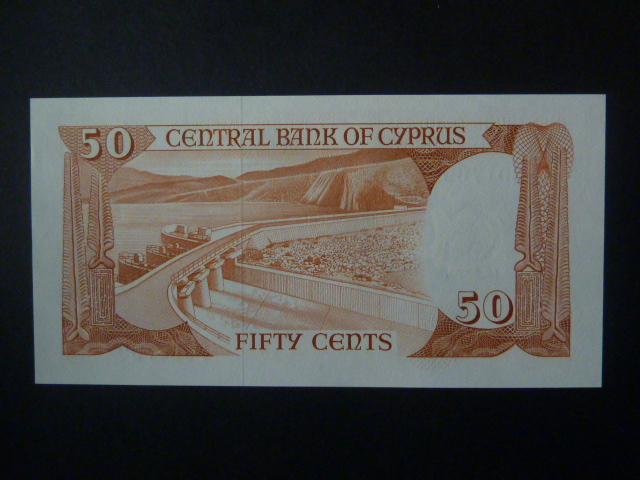 50 CENTRAL BANK OF CYPRUS
50
FIFTY CENTS